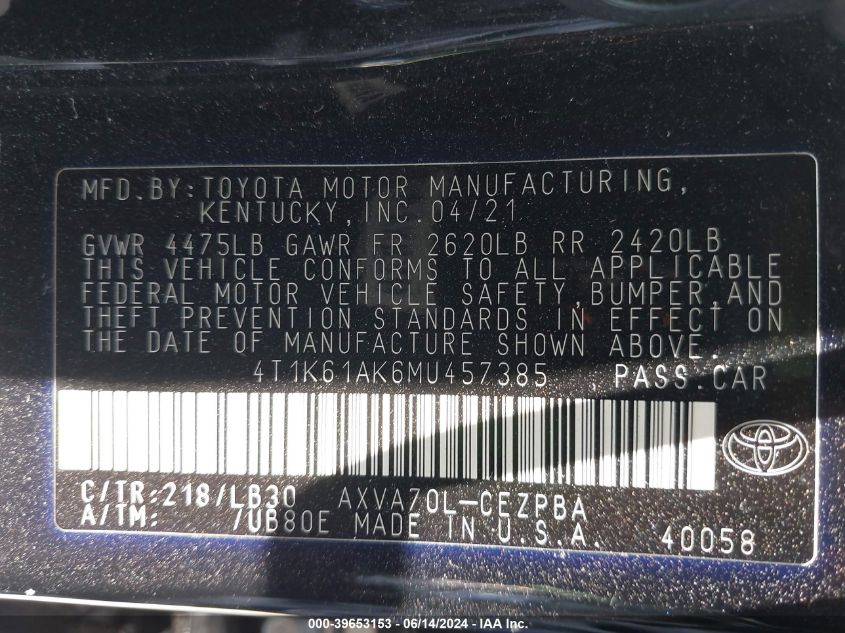 MFD.BY:TOYOTA MOTOR MANUFACTURING,
KENTUCKY,INC.04/21
GVWR 4475LB GAWR FR 2620LB RR 2420LB
THIS VEHICLE CONFORMS TO ALL APPLICABLE
FEDERAL MOTOR VEHICLE SAFETY,BUMPER,AND
THEFT PREVENTION STANDARDS IN EFFECT ON
THE DATE OF MANUFACTURE SHOWN ABOVE.
4T1K61AK6MU457385 PASS.CAR
C/TR:218/LB30 AXVA70L-CEZPBA
A/TM: /UB80E MADE IN U.S.A. 40058
000-39653153 - 06/14/2024 - IAAI.com